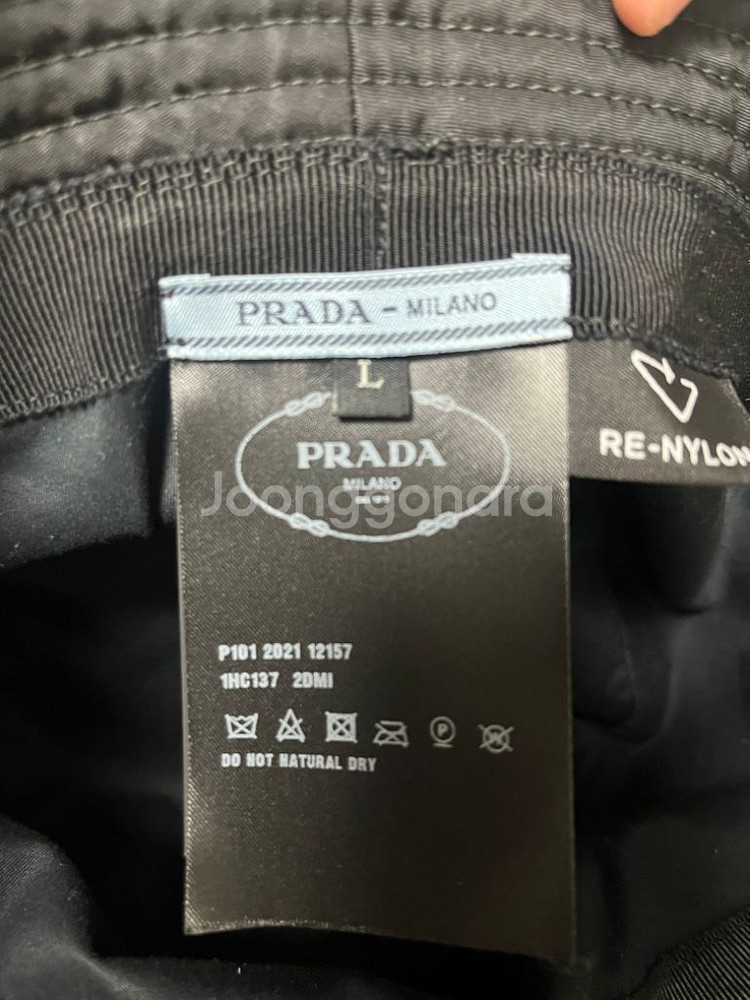 PRADA - MILANO
L
PRADA
MILANO
RE-NYLON
Joonggonara
P101 2021 12157
1HC137 2DMI
P
W
DO NOT NATURAL DRY